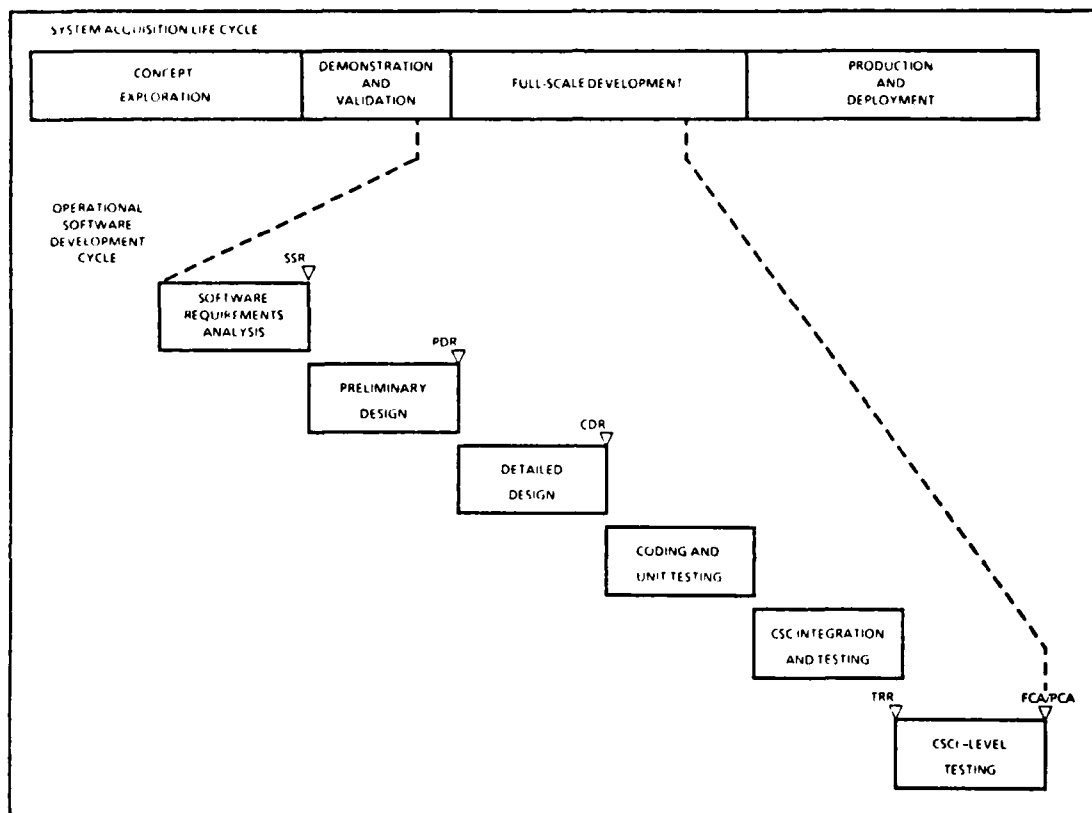 SYSTEM ACQUISITION LIFE CYCLE
CONCEPT
EXPLORATION
DEMONSTRATION
AND
VALIDATION
FULL-SCALE DEVELOPMENT
PRODUCTION
AND
DEPLOYMENT
OPERATIONAL
SOFTWARE
DEVELOPMENT
CYCLE
SSR
SOFTWARE
REQUIREMENTS
ANALYSIS
PDR
PRELIMINARY
DESIGN
CDR
DETAILED
DESIGN
CODING AND
UNIT TESTING
CSC INTEGRATION
AND TESTING
TRR
FCA/PCA
CSCI-LEVEL
TESTING